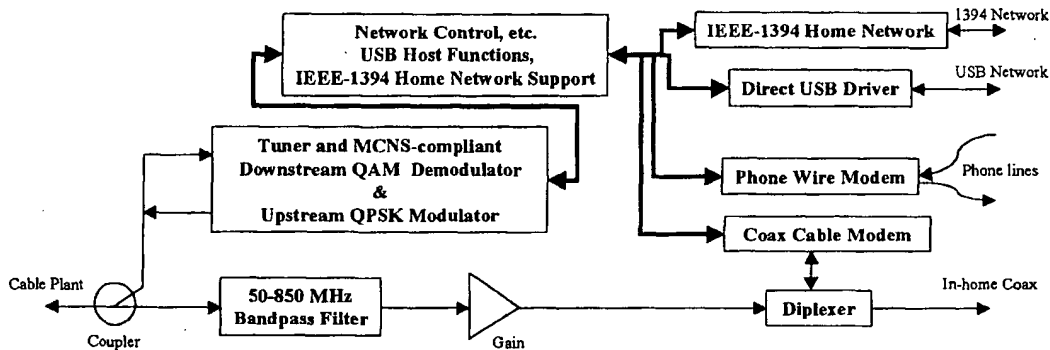 Network Control, etc.
USB Host Functions,
IEEE-1394 Home Network Support
IEEE-1394 Home Network
1394 Network
Direct USB Driver
USB Network
Tuner and MCNS-compliant
Downstream QAM Demodulator
&
Upstream QPSK Modulator
Phone Wire Modem
Phone lines
Coax Cable Modem
Cable Plant
Coupler
50-850 MHz
Bandpass Filter
Gain
Diplexer
In-home Coax